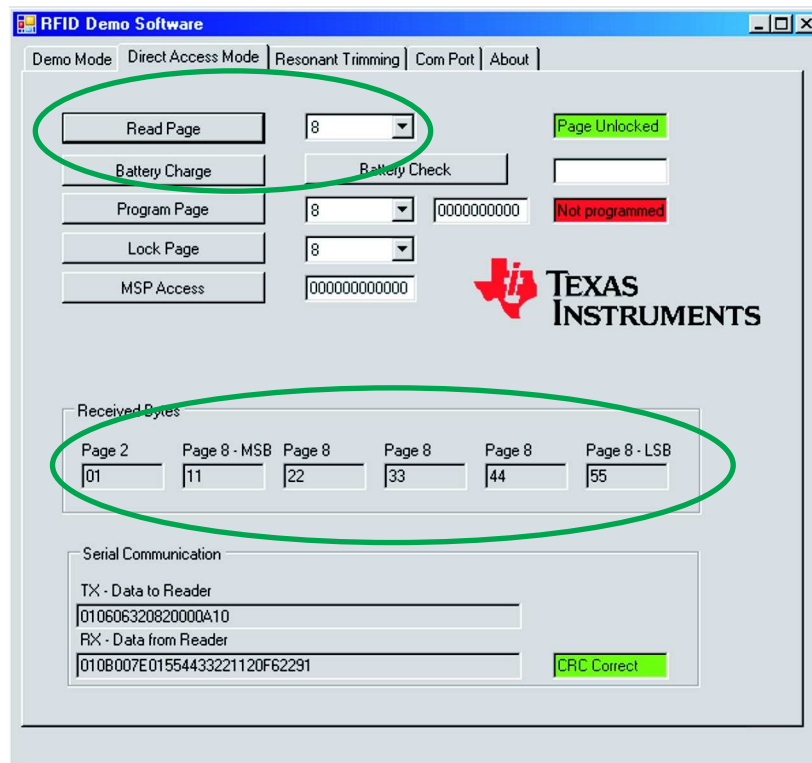 RFID Demo Software
Demo Mode Direct Access Mode Resonant Trimming Com Port About
Read Page 8 Page Unlocked
Battery Charge Battery Check
Program Page 8 0000000000 Not programmed
Lock Page 8
MSP Access 000000000000
TEXAS
INSTRUMENTS
Received Bytes
Page 2 Page 8 - MSB Page 8 Page 8 Page 8 Page 8 - LSB
01 11 22 33 44 55
Serial Communication
TX - Data to Reader
010606320820000A10
RX - Data from Reader
010B007E01554433221120F62291 CRC Correct